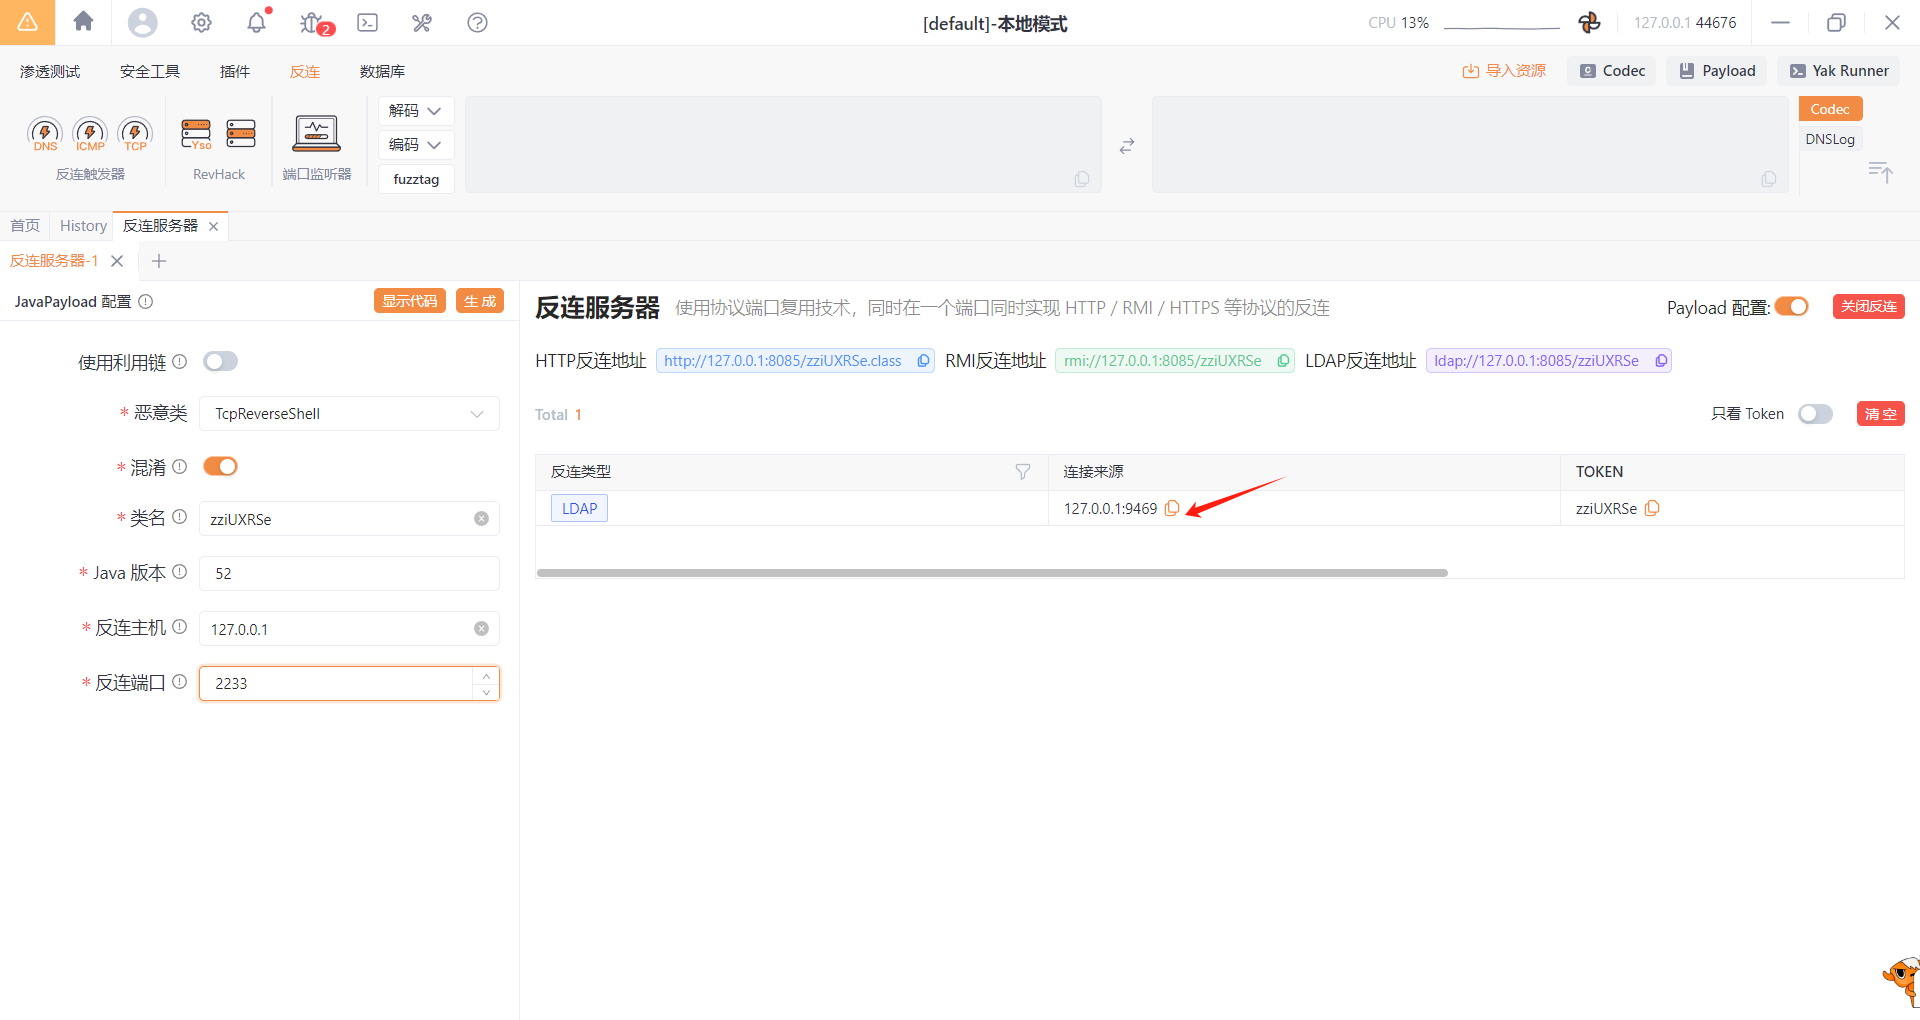 2
[default]-本地模式
CPU 13%
127.0.0.1 44676
渗透测试 安全工具 插件 反连 数据库
导入资源 Codec Payload Yak Runner
DNS ICMP TCP
反连触发器
Yso
RevHack
端口监听器
解码
编码
fuzztag
Codec
DNSLog
首页 History 反连服务器
反连服务器-1
JavaPayload 配置
显示代码 生 成
使用利用链
* 恶意类 TcpReverseShell
* 混淆
* 类名 zziUXRSe
* Java 版本 52
* 反连主机 127.0.0.1
* 反连端口 2233
反连服务器 使用协议端口复用技术，同时在一个端口同时实现 HTTP / RMI / HTTPS 等协议的反连
Payload 配置: 关闭反连
HTTP反连地址 http://127.0.0.1:8085/zziUXRSe.class RMI反连地址 rmi://127.0.0.1:8085/zziUXRSe LDAP反连地址 ldap://127.0.0.1:8085/zziUXRSe
Total 1
只看 Token 清 空
反连类型 连接来源 TOKEN
LDAP 127.0.0.1:9469 zziUXRSe